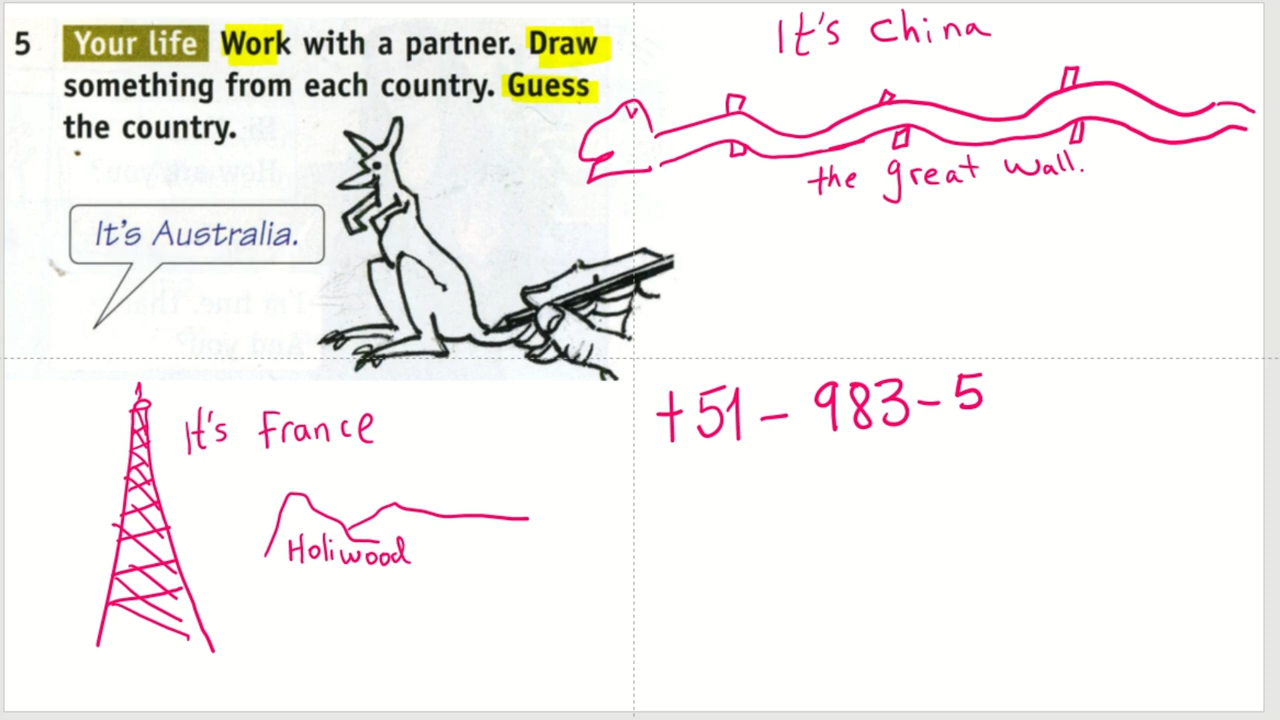 5 Your life Work with a partner. Draw
something from each country. Guess
the country.
It's Australia.
It's China
the great wall.
It's France
Holiwood
+51-983-5